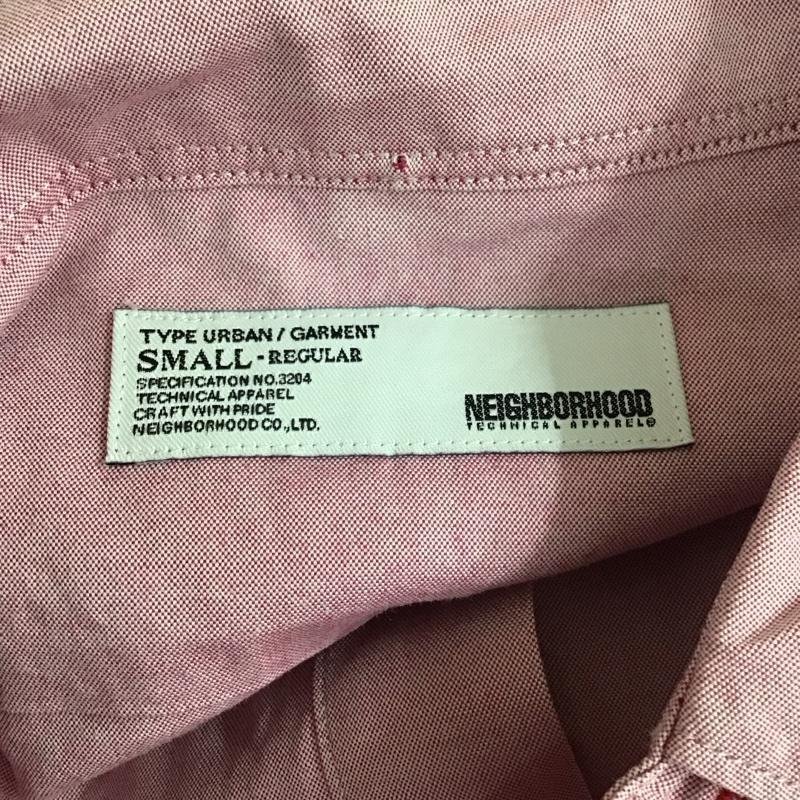 TYPE URBAN / GARMENT
SMALL - REGULAR
SPECIFICATION NO.3204
TECHNICAL APPAREL
CRAFT WITH PRIDE
NEIGHBORHOOD CO.,LTD.
NEIGHBORHOOD
TECHNICAL APPAREL®